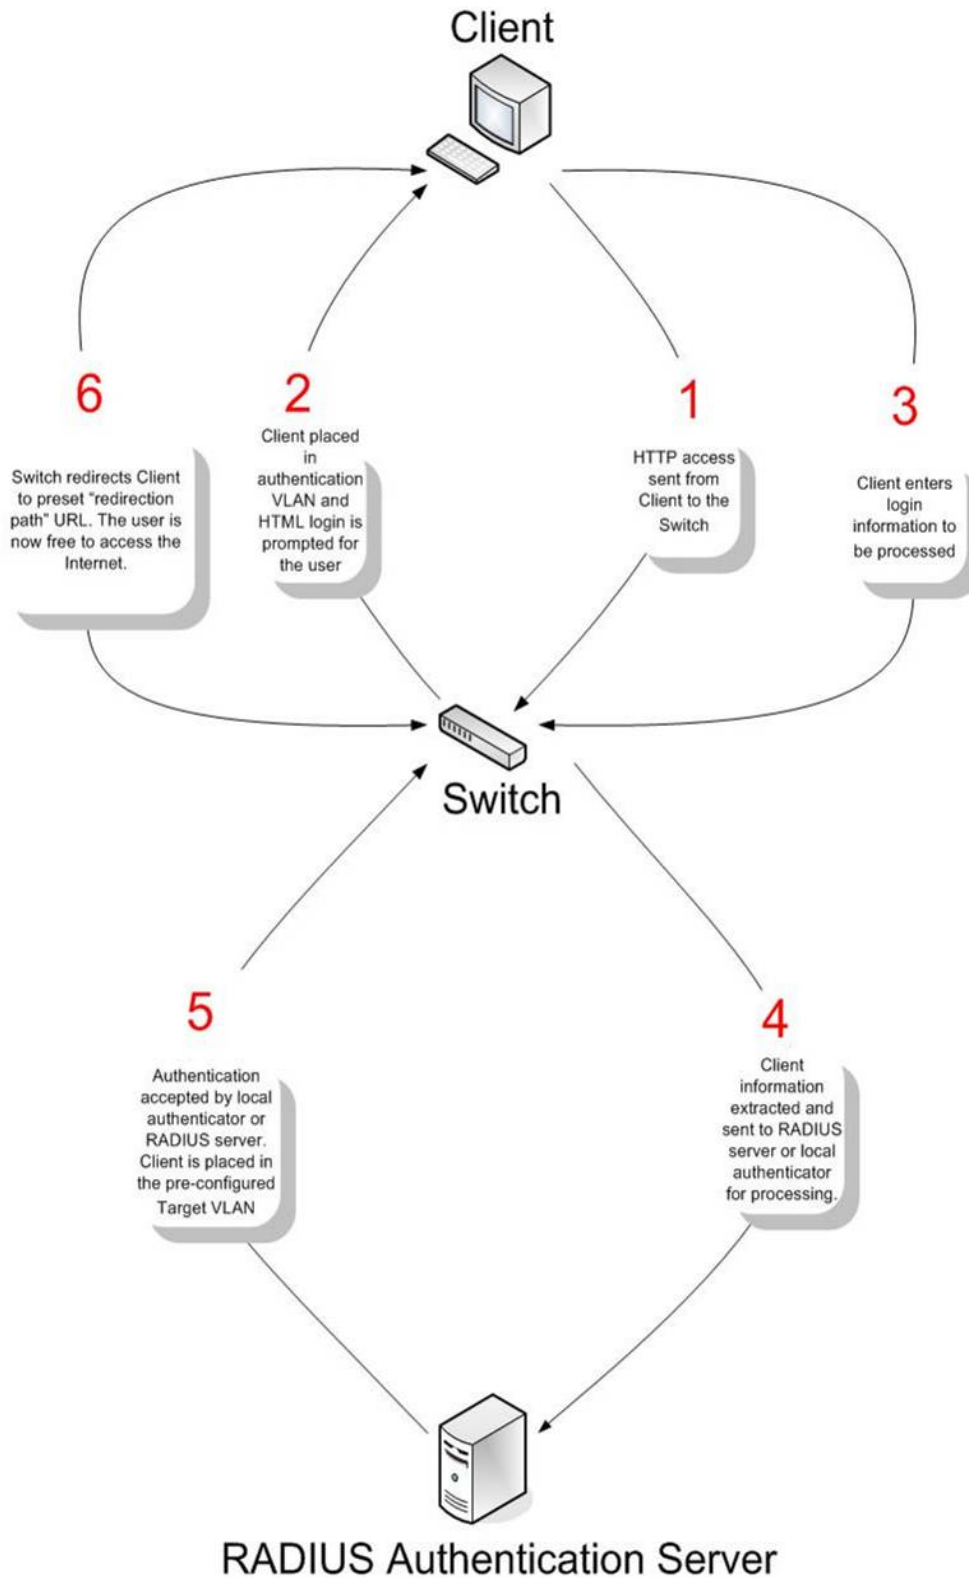 Client
6
Switch redirects Client
to preset “redirection
path” URL. The user is
now free to access the
Internet.
2
Client placed
in
authentication
VLAN and
HTML login is
prompted for
the user
1
HTTP access
sent from
Client to the
Switch
3
Client enters
login
information to
be processed
Switch
5
Authentication
accepted by local
authenticator or
RADIUS server.
Client is placed in
the pre-configured
Target VLAN
4
Client
information
extracted and
sent to RADIUS
server or local
authenticator
for processing.
RADIUS Authentication Server